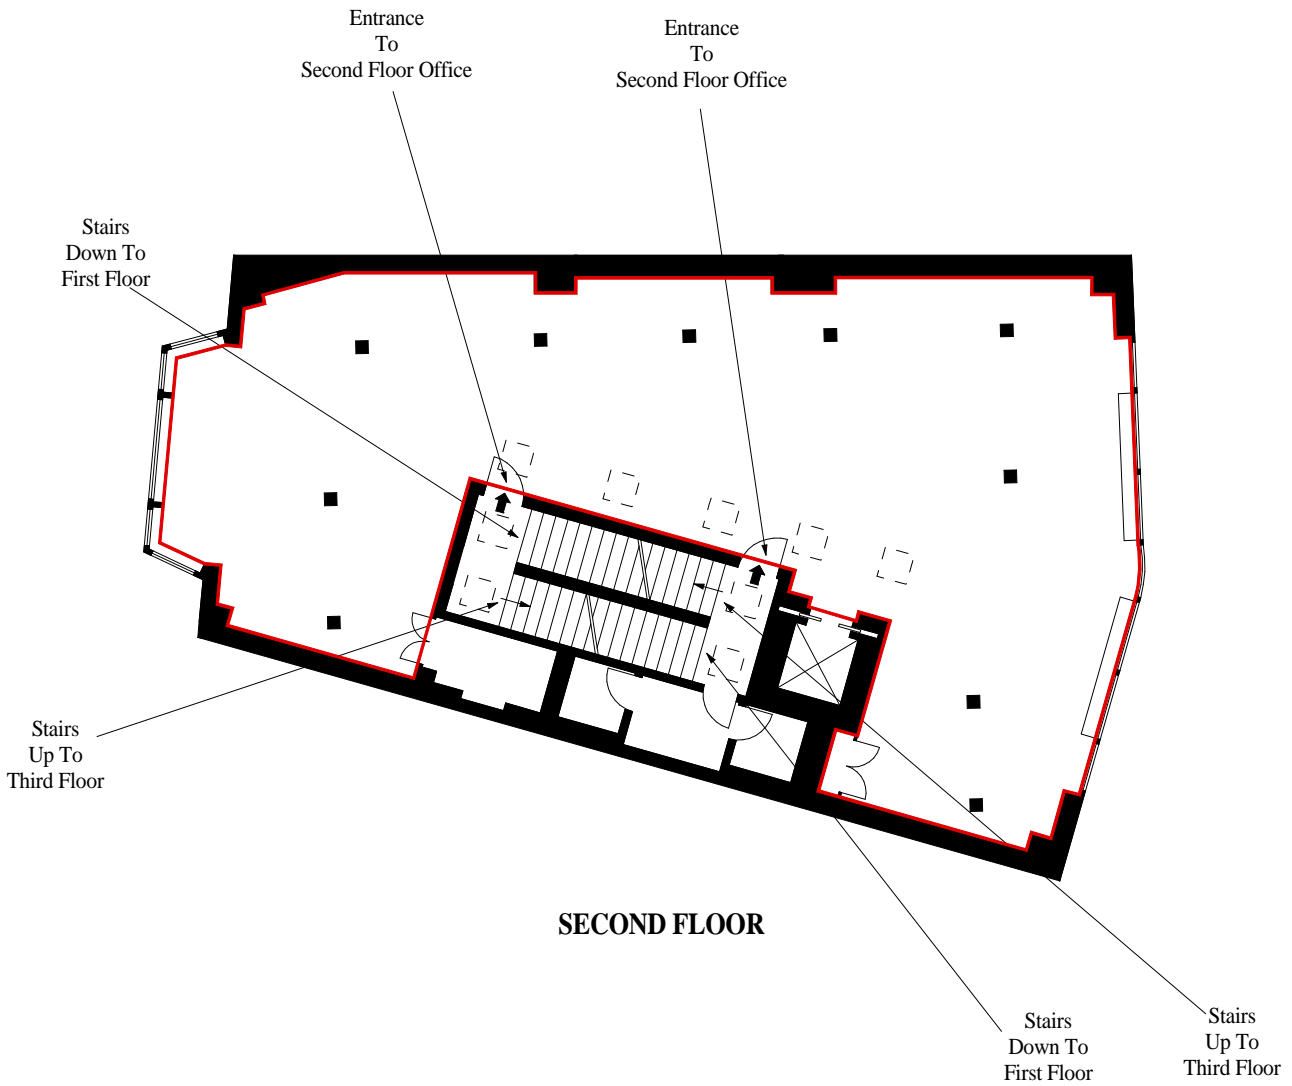 Entrance
To
Second Floor Office
Entrance
To
Second Floor Office
Stairs
Down To
First Floor
Stairs
Up To
Third Floor
SECOND FLOOR
Stairs
Down To
First Floor
Stairs
Up To
Third Floor